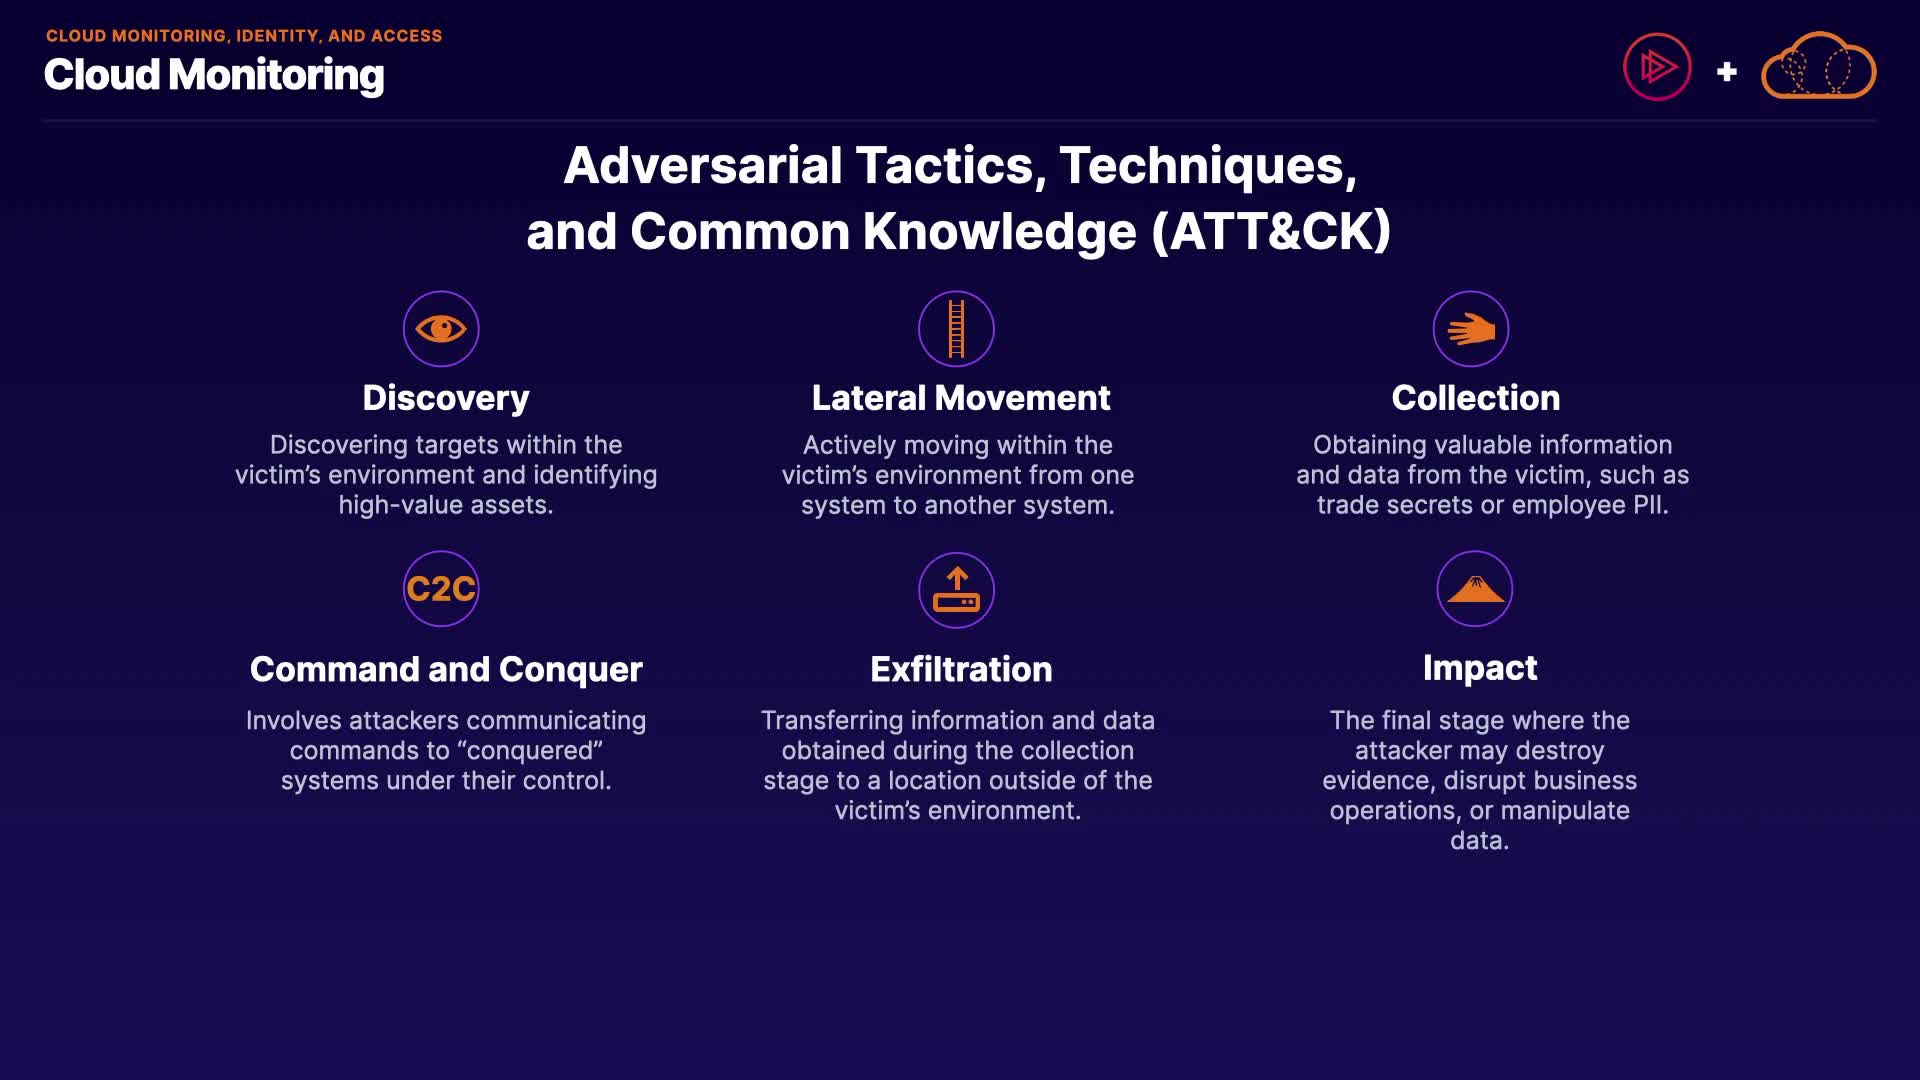 CLOUD MONITORING, IDENTITY, AND ACCESS
Cloud Monitoring
Adversarial Tactics, Techniques,
and Common Knowledge (ATT&CK)
Discovery
Discovering targets within the
victim’s environment and identifying
high-value assets.
Lateral Movement
Actively moving within the
victim’s environment from one
system to another system.
Collection
Obtaining valuable information
and data from the victim, such as
trade secrets or employee PII.
C2C
Command and Conquer
Involves attackers communicating
commands to “conquered”
systems under their control.
Exfiltration
Transferring information and data
obtained during the collection
stage to a location outside of the
victim’s environment.
Impact
The final stage where the
attacker may destroy
evidence, disrupt business
operations, or manipulate
data.